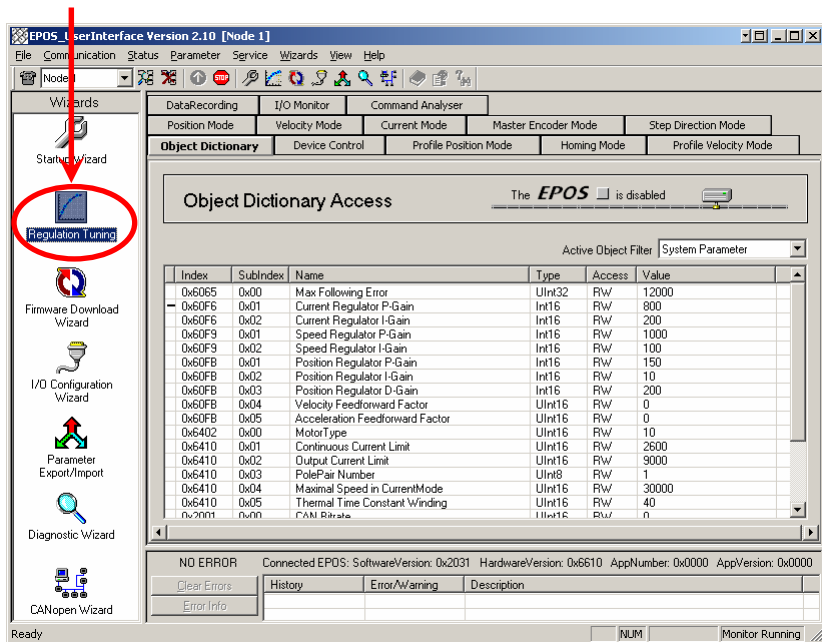 EPOS_UserInterface Version 2.10 [Node 1]
File Communication Status Parameter Service Wizards View Help
Node1
STOP
Wizards
Startup Wizard
Regulation Tuning
Firmware Download
Wizard
I/O Configuration
Wizard
Parameter
Export/Import
Diagnostic Wizard
CANopen Wizard
DataRecording I/O Monitor Command Analyser
Position Mode Velocity Mode Current Mode Master Encoder Mode Step Direction Mode
Object Dictionary Device Control Profile Position Mode Homing Mode Profile Velocity Mode
Object Dictionary Access The EPOS is disabled
Active Object Filter System Parameter
Index SubIndex Name Type Access Value
0x6065 0x00 Max Following Error UInt32 RW 12000
0x60F6 0x01 Current Regulator P-Gain Int16 RW 800
0x60F6 0x02 Current Regulator I-Gain Int16 RW 200
0x60F9 0x01 Speed Regulator P-Gain Int16 RW 1000
0x60F9 0x02 Speed Regulator I-Gain Int16 RW 100
0x60FB 0x01 Position Regulator P-Gain Int16 RW 150
0x60FB 0x02 Position Regulator I-Gain Int16 RW 10
0x60FB 0x03 Position Regulator D-Gain Int16 RW 200
0x60FB 0x04 Velocity Feedforward Factor UInt16 RW 0
0x60FB 0x05 Acceleration Feedforward Factor UInt16 RW 0
0x6402 0x00 MotorType UInt16 RW 10
0x6410 0x01 Continuous Current Limit UInt16 RW 2600
0x6410 0x02 Output Current Limit UInt16 RW 9000
0x6410 0x03 PolePair Number UInt8 RW 1
0x6410 0x04 Maximal Speed in CurrentMode UInt16 RW 30000
0x6410 0x05 Thermal Time Constant Winding UInt16 RW 40
0x2001 0x00 CAN Bitrate UInt16 RW 0
NO ERROR Connected EPOS: SoftwareVersion: 0x2031 HardwareVersion: 0x6610 AppNumber: 0x0000 AppVersion: 0x0000
Clear Errors History Error/Warning Description
Error Info
Ready NUM Monitor Running